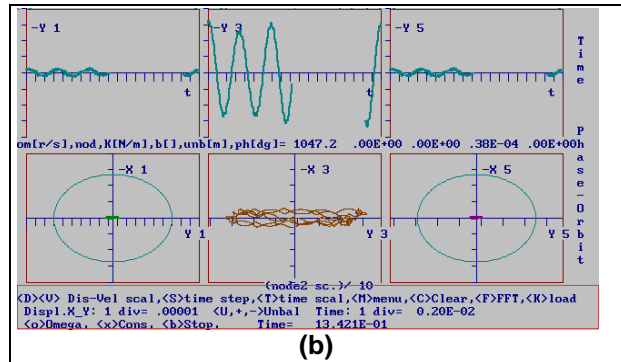 -Y 1
-Y 3
-Y 5
t
t
t
Time
om[r/s],nod,K[N/m],b[],unb[m],ph[dg]= 1047.2 .00E+00 .00E+00 .38E-04 .00E+00
Phase-Orbit
-X 1
-X 3
-X 5
Y 1
Y 3
Y 5
(node2 sc.)/ 10
<D><V> Dis-Vel scal,<S>time step,<T>time scal,<M>menu,<C>Clear,<F>FFT,<K>load
Displ.X_Y: 1 div= .00001 <U,+,->Unbal Time: 1 div= 0.20E-02
<o>Omega, <x>Cons, <b>Stop, Time= 13.421E-01
(b)